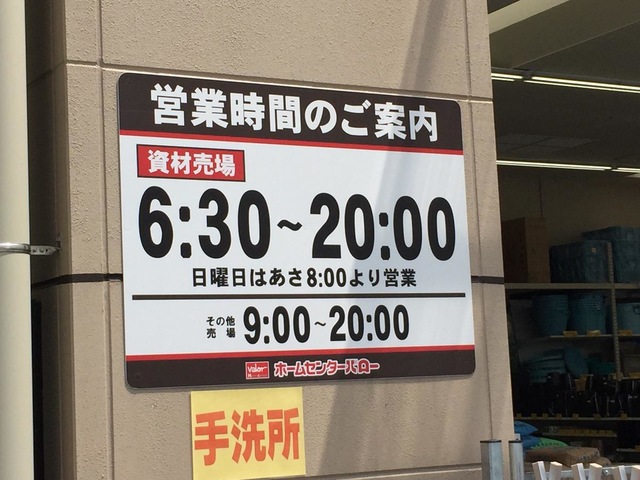 営業時間のご案内
資材売場
6:30~20:00
日曜日はあさ8:00より営業
その他
売場
9:00~20:00
Valor
ホームセンターバロー
手洗所